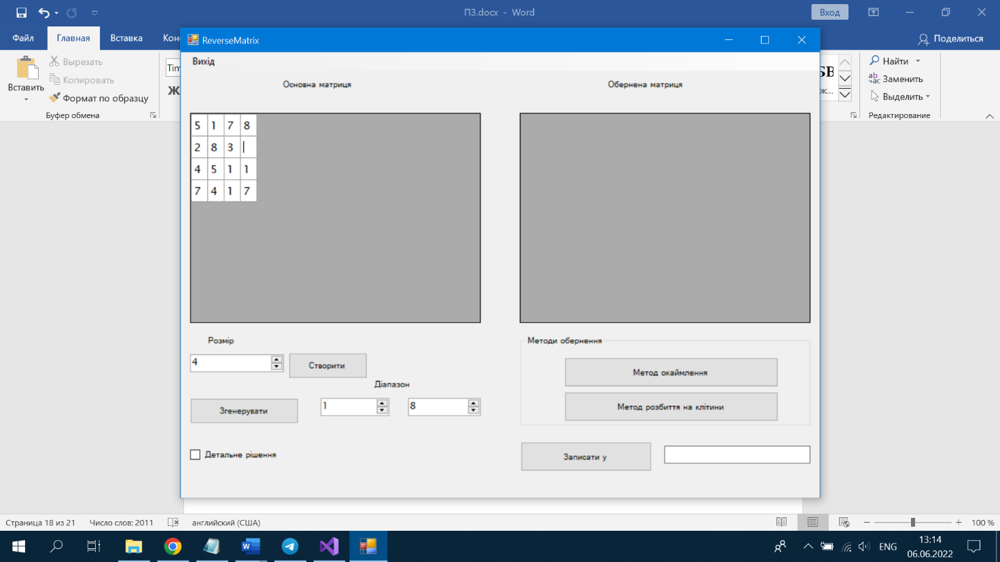 П3.docx - Word
Вход
Файл
Главная
Вставка
Поделиться
ReverseMatrix
Вихід
Вставить
Вырезать
Копировать
Формат по образцу
Буфер обмена
Ж
Найти
Заменить
Выделить
Редактирование
Основна матриця
Обернена матриця
5 1 7 8
2 8 3
4 5 1 1
7 4 1 7
Розмір
4
Створити
Діапазон
Згенерувати
1
8
Детальне рішення
Методи обернення
Метод окаймлення
Метод розбиття на клітини
Записати у
Страница 18 из 21
Число слов: 2011
английский (США)
100 %
ENG
13:14
06.06.2022